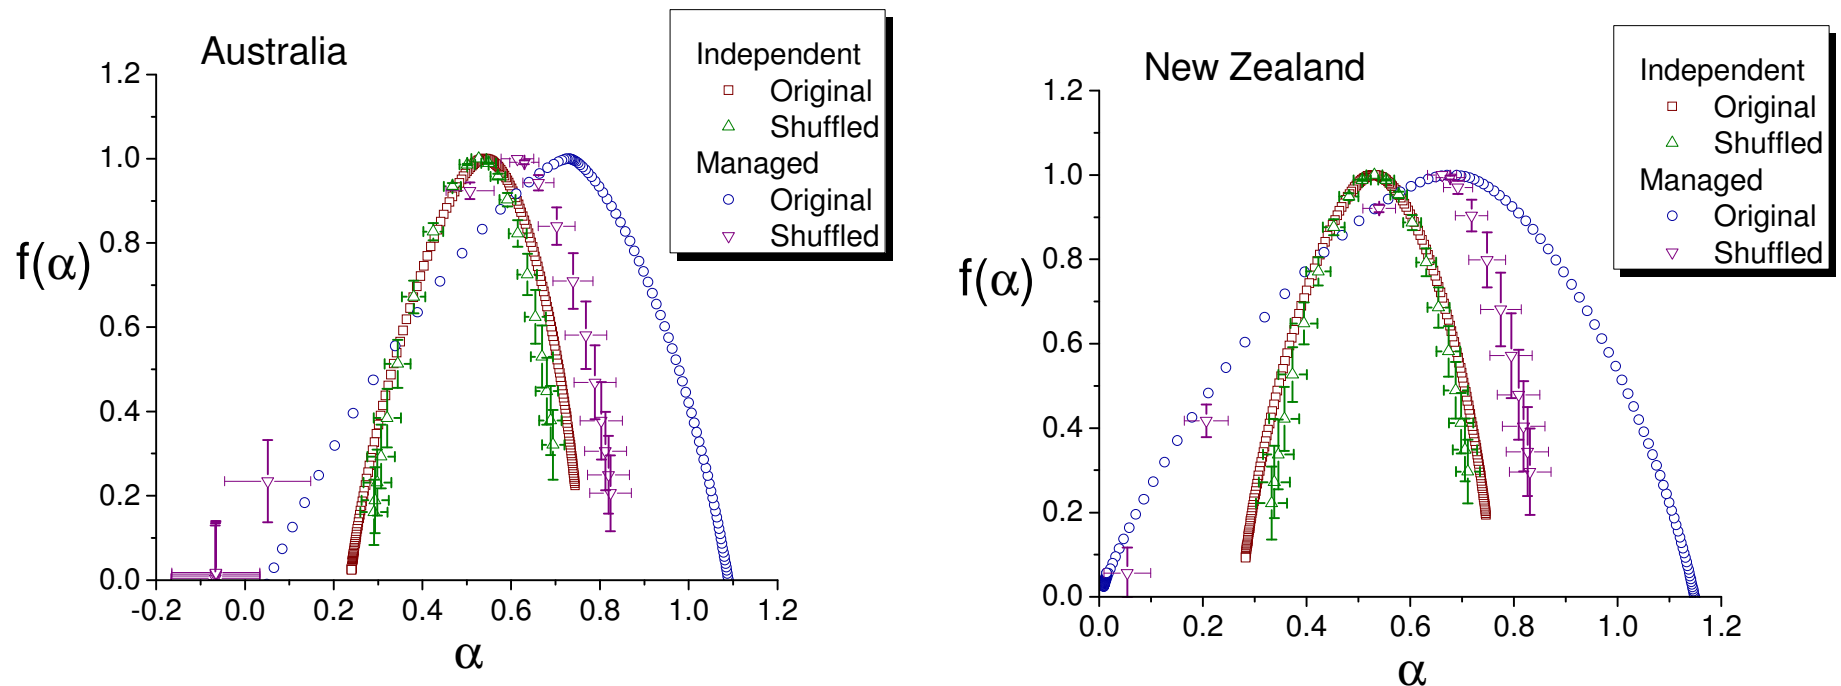 Australia
Independent
Original
Shuffled
Managed
Original
Shuffled
1.2
1.0
0.8
0.6
0.4
0.2
0.0
f(α)
-0.2 0.0 0.2 0.4 0.6 0.8 1.0 1.2
α
New Zealand
Independent
Original
Shuffled
Managed
Original
Shuffled
1.2
1.0
0.8
0.6
0.4
0.2
0.0
f(α)
0.0 0.2 0.4 0.6 0.8 1.0 1.2
α